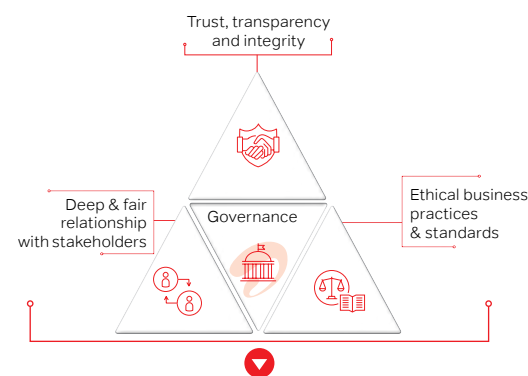 Trust, transparency
and integrity
Deep & fair
relationship
with stakeholders
Governance
Ethical business
practices
& standards